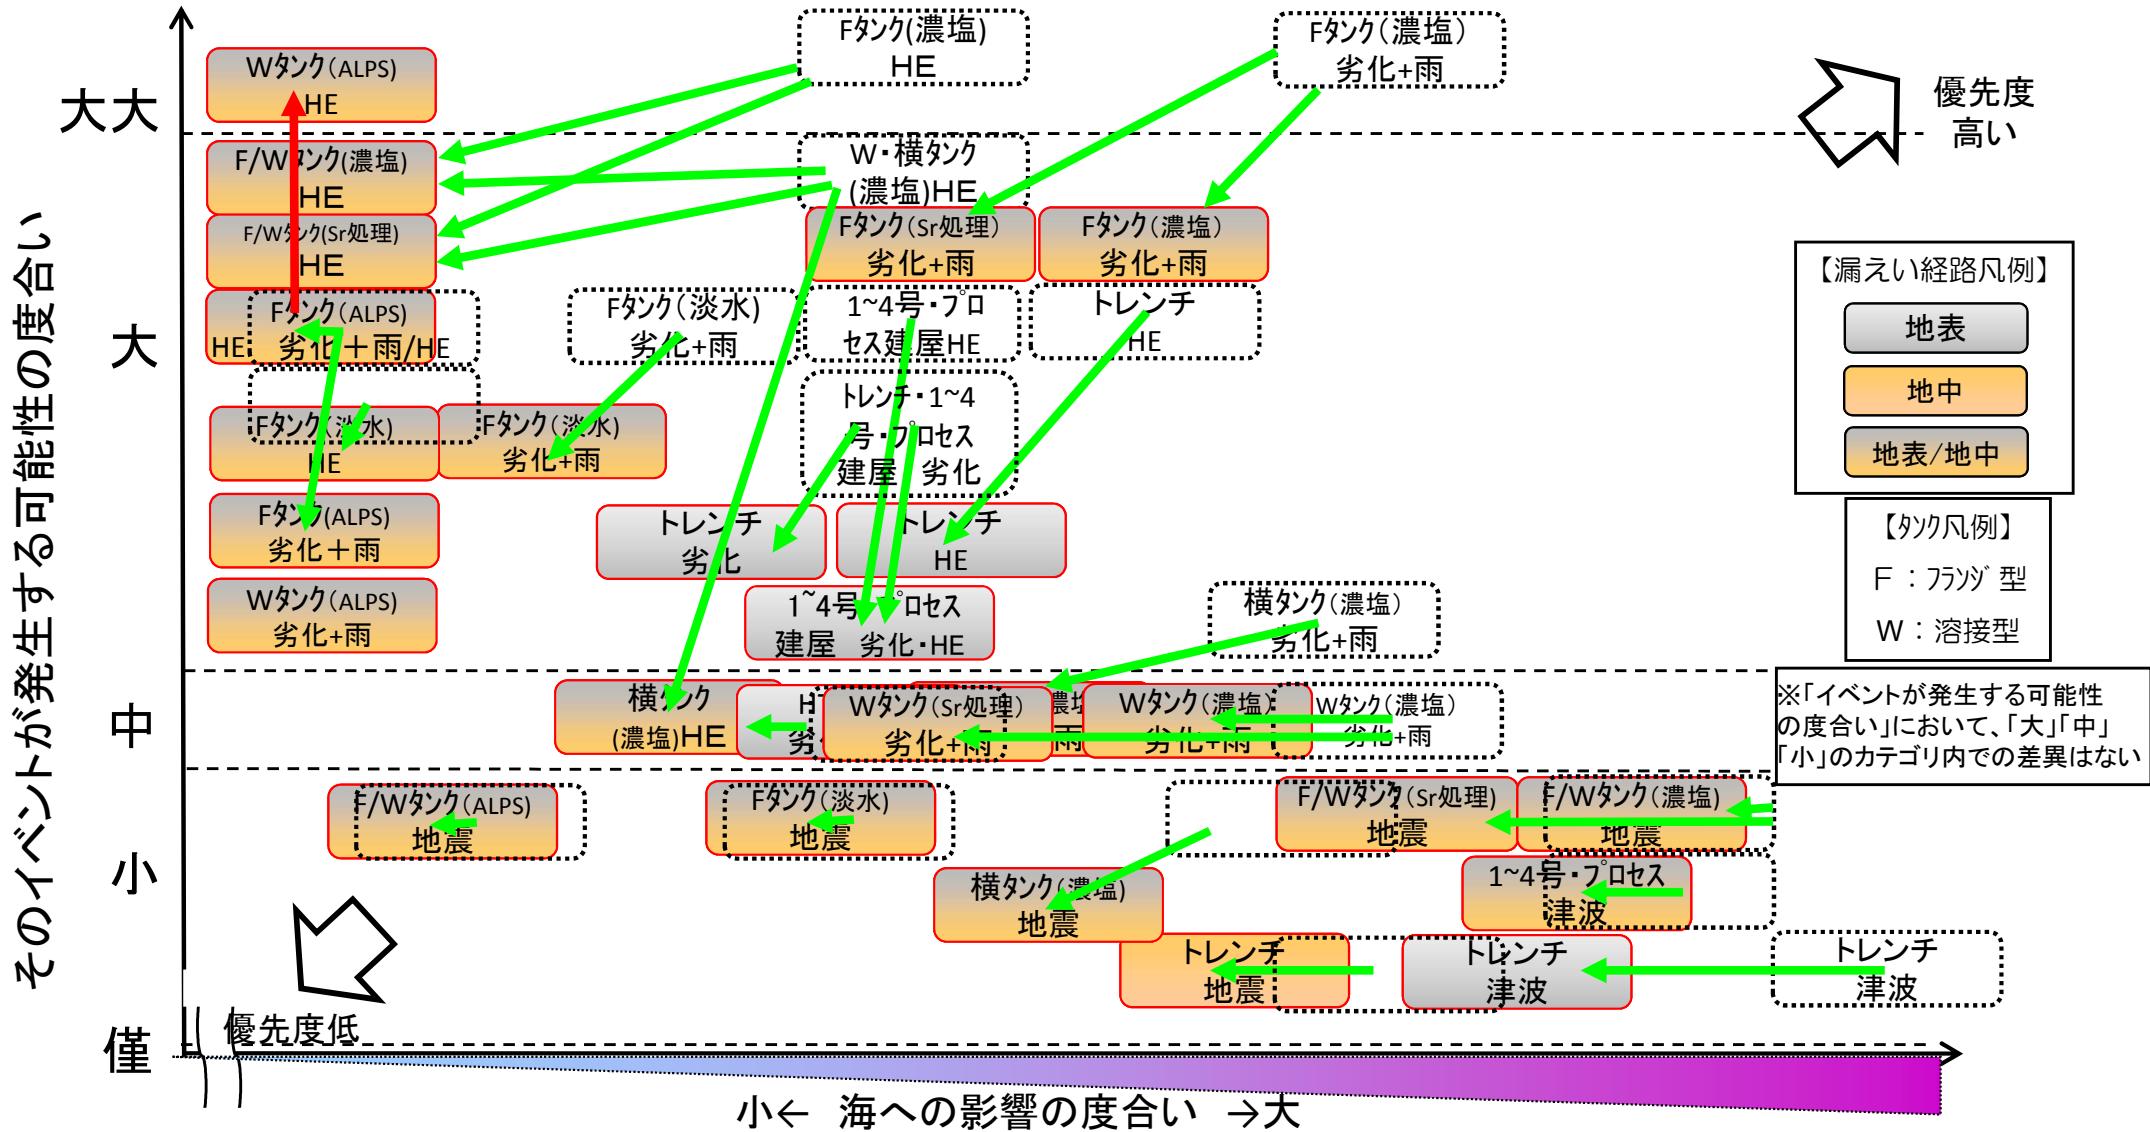 そのイベントが発生する可能性の度合い
大大
大
中
小
僅
Wタンク(ALPS)
HE
Fタンク(濃塩)
HE
Fタンク(濃塩)
劣化+雨
優先度
高い
F/Wタンク(濃塩)
HE
W・横タンク
(濃塩)HE
F/Wタンク(Sr処理)
HE
Fタンク(Sr処理)
劣化+雨
Fタンク(濃塩)
劣化+雨
Fタンク(ALPS)
HE
劣化+雨/HE
Fタンク(淡水)
劣化+雨
1~4号・プロ
セス建屋HE
トレンチ
HE
トレンチ・1~4
号・プロセス
建屋 劣化
Fタンク(淡水)
HE
Fタンク(淡水)
劣化+雨
Fタンク(ALPS)
劣化+雨
トレンチ
劣化
トレンチ
HE
Wタンク(ALPS)
劣化+雨
1~4号・プロセス
建屋 劣化・HE
横タンク(濃塩)
劣化+雨
【漏えい経路凡例】
地表
地中
地表/地中
【タンク凡例】
F：フランジ型
W：溶接型
※「イベントが発生する可能性
の度合い」において、「大」「中」
「小」のカテゴリ内での差異はない
横タンク
(濃塩)HE
Wタンク(Sr処理)
劣化+雨
Wタンク(濃塩)
劣化+雨
Wタンク(濃塩)
劣化+雨
F/Wタンク(ALPS)
地震
Fタンク(淡水)
地震
F/Wタンク(Sr処理)
地震
F/Wタンク(濃塩)
地震
横タンク(濃塩)
地震
1~4号・プロセス
津波
トレンチ
地震
トレンチ
津波
トレンチ
津波
優先度低
小← 海への影響の度合い →大